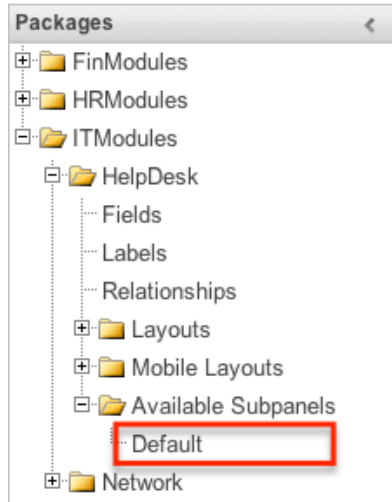 Packages
FinModules
HRModules
ITModules
HelpDesk
Fields
Labels
Relationships
Layouts
Mobile Layouts
Available Subpanels
Default
Network